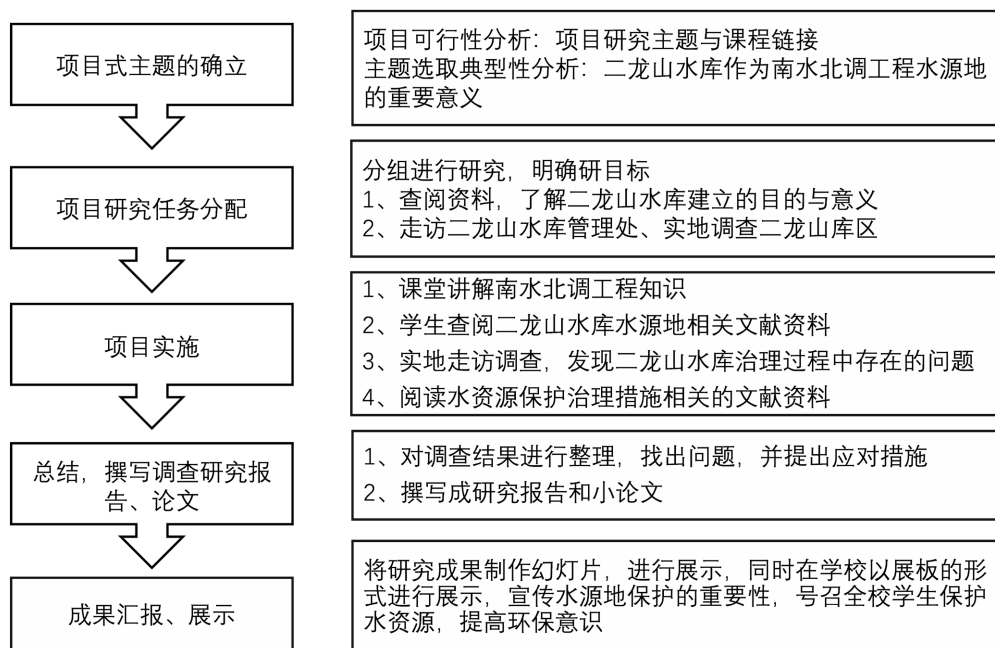 项目式主题的确立
项目可行性分析：项目研究主题与课程链接
主题选取典型性分析：二龙山水库作为南水北调工程水源地
的重要意义
项目研究任务分配
分组进行研究，明确研目标
1、查阅资料，了解二龙山水库建立的目的与意义
2、走访二龙山水库管理处、实地调查二龙山库区
项目实施
1、课堂讲解南水北调工程知识
2、学生查阅二龙山水库水源地相关文献资料
3、实地走访调查，发现二龙山水库治理过程中存在的问题
4、阅读水资源保护治理措施相关的文献资料
总结，撰写调查研究报
告、论文
1、对调查结果进行整理，找出问题，并提出应对措施
2、撰写成研究报告和小论文
成果汇报、展示
将研究成果制作幻灯片，进行展示，同时在学校以展板的形
式进行展示，宣传水源地保护的重要性，号召全校学生保护
水资源，提高环保意识